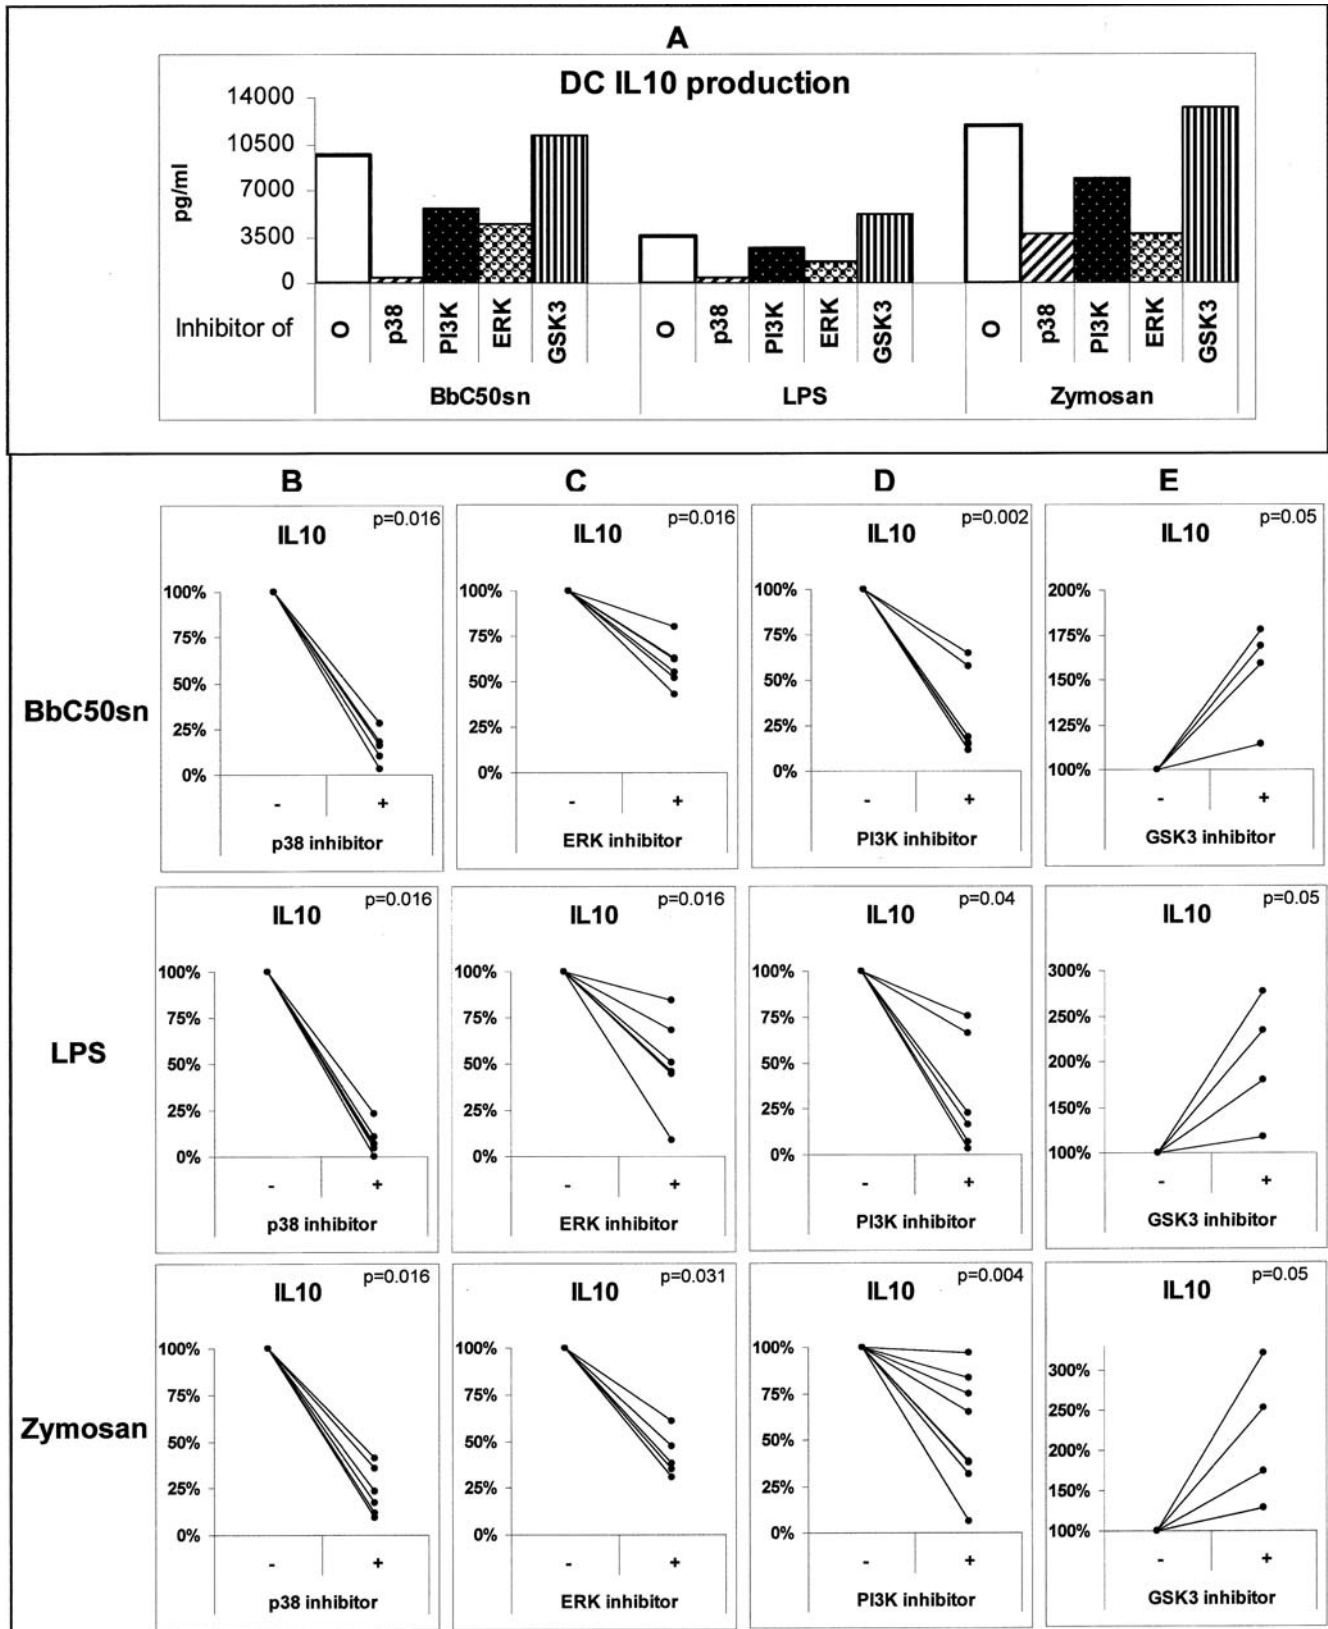 A
DC IL10 production
14000
10500
7000
3500
0
pg/ml
Inhibitor of
O p38 PI3K ERK GSK3 O p38 PI3K ERK GSK3 O p38 PI3K ERK GSK3
BbC50sn LPS Zymosan
B C D E
p=0.016 p=0.016 p=0.002 p=0.05
IL10 IL10 IL10 IL10
100% 100% 100% 200%
75% 75% 75% 175%
50% 50% 50% 150%
25% 25% 25% 125%
0% 0% 0% 100%
BbC50sn
- + - + - + - +
p38 inhibitor ERK inhibitor PI3K inhibitor GSK3 inhibitor
p=0.016 p=0.016 p=0.04 p=0.05
IL10 IL10 IL10 IL10
100% 100% 100% 300%
75% 75% 75% 250%
50% 50% 50% 200%
25% 25% 25% 150%
0% 0% 0% 100%
LPS
- + - + - + - +
p38 inhibitor ERK inhibitor PI3K inhibitor GSK3 inhibitor
p=0.016 p=0.031 p=0.004 p=0.05
IL10 IL10 IL10 IL10
100% 100% 100% 300%
75% 75% 75% 250%
50% 50% 50% 200%
25% 25% 25% 150%
0% 0% 0% 100%
Zymosan
- + - + - + - +
p38 inhibitor ERK inhibitor PI3K inhibitor GSK3 inhibitor